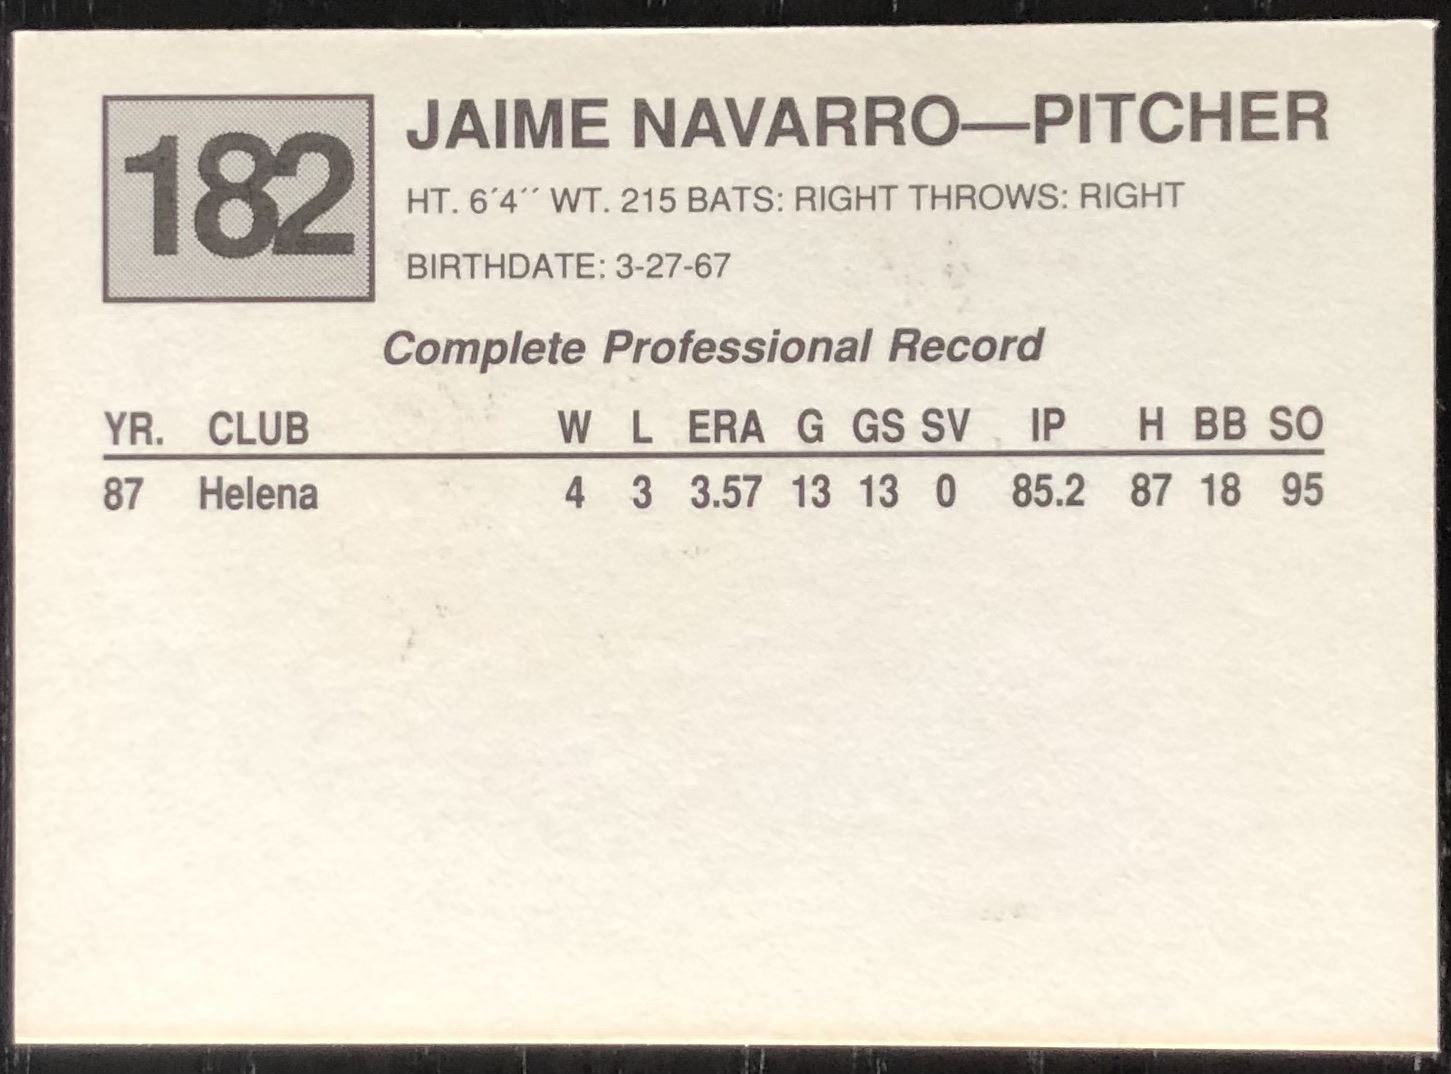 182
JAIME NAVARRO—PITCHER
HT. 6´4´´ WT. 215 BATS: RIGHT THROWS: RIGHT
BIRTHDATE: 3-27-67
Complete Professional Record
YR. CLUB W L ERA G GS SV IP H BB SO
87 Helena 4 3 3.57 13 13 0 85.2 87 18 95